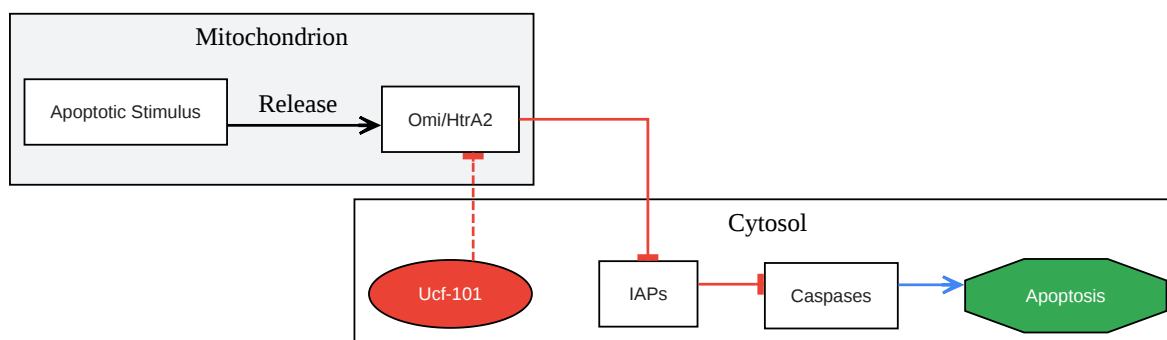 Mitochondrion
Apoptotic Stimulus
Release
Omi/HtrA2
Cytosol
Ucf-101
IAPs
Caspases
Apoptosis